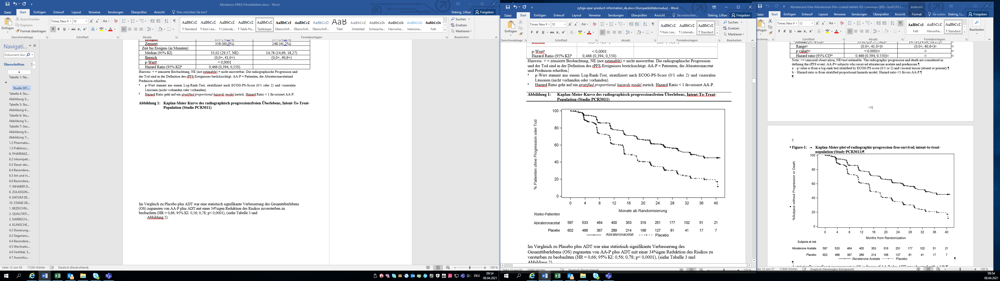 Abirateron KRKA Filmtabletten.docx - Word
Datei Start Einfügen Entwurf Layout Verweise Sendungen Überprüfen Ansicht Was möchten Sie tun? Deking, Lillian Freigeben
Einfügen
Ausschneiden
Kopieren
Format übertragen
Zwischenablage
Times New F 10
Schriftart
Absatz
¶ Standard ¶ Kein Lee... ¶ Listenab... ¶ Table Pa... Textkörper Überschrif... Überschrif... Überschrif... Titel Untertitel Schwache... Hervorhe... Intensive... Fett
Formatvorlagen
Suchen
Ersetzen
Markieren
Bearbeiten
Navigati...
Dokument durc
Überschriften
Tabelle 1: Ne...
Studie 301...
Tabelle 4: Stu...
Abbildung 3:...
Tabelle 5: Stu...
Abbildung 4:...
Tabelle 6: Stu...
Abbildung 5:...
Tabelle 7: Ges...
Abbildung 6:...
Abbildung 7:...
1.2 Pharmako...
1.3 Präklinisc...
6. PHARMAZ...
6.2 Inkompati...
6.3 Dauer der...
6.4 Besondere...
6.5 Art und In...
6.6 Besondere...
7. INHABER D...
8. ZULASSUN...
9. DATUM DE...
10. STAND DE...
1. BEZEICHN...
2. QUALITATI...
3. DARREICH...
4. KLINISCHE...
4.2 Dosierung...
4.3 Gegenanz...
4.4 Besondere...
4.5 Wechselw...
4.6 Fertilität, S...
4.7 Auswirku...
Zensiert 358 (60,0%) 248 (41,2%)
Zeit bis Ereignis (in Monaten)
Median (95% KI) 33,02 (29,57, NE) 14,78 (14,69, 18,27)
Bereich (0,0+, 41,0+) (0,0+, 40,6+)
p-Wertª < 0,0001
Hazard Ratio (95% KI)ᵇ 0,466 (0,394, 0,550)
Hinweis: + = zensierte Beobachtung, NE (not estimable) = nicht auswertbar. Die radiographische Progression und
der Tod sind in der Definition des rPFS-Ereignisses berücksichtigt. AA-P = Patienten, die Abirateronacetatund
Prednison erhielten.
a p-Wert stammt aus einem Log-Rank-Test, stratifiziert nach ECOG-PS-Score (0/1 oder 2) und viszeralen
Läsionen (nicht vorhanden oder vorhanden).
b Hazard Ratio geht auf ein stratified proportional hazards model zurück. Hazard Ratio < 1 favorisiert AA-P.
Abbildung 1: Kaplan-Meier Kurve des radiographisch progressionsfreien Überlebens, Intent-To-Treat-
Population (Studie PCR3011)
Im Vergleich zu Placebo plus ADT war eine statistisch signifikante Verbesserung des Gesamtüberlebens
(OS) zugunsten von AA-P plus ADT mit einer 34%igen Reduktion des Risikos zuversterben zu
beobachten (HR = 0,66; 95% KI: 0,56; 0,78; p< 0,0001), (siehe Tabelle 3 und
Abbildung 2).
Seite 12 von 50 17250 Wörter Deutsch (Deutschland) 100 %
DEU 09:54
08.04.2021
zytiga-epar-product-information_de.docx [Kompatibilitätsmodus] - Word
Datei Start Einfügen Entwurf Layout Verweise Sendungen Überprüfen Ansicht Sie wünschen... Deking, Lillian Freigeben
Einfügen
Zwischenablage
Times New F 10
Schriftart
Absatz
¶ Kein Lee... ¶ Listenab... ¶ Standard
Formatvorlagen
Suchen
Ersetzen
Markieren
Bearbeiten
p-Wertª < 0,0001
Hazard Ratio (95% KI)ᵇ 0,466 (0,394, 0,550)
Hinweis: + = zensierte Beobachtung, NE (not estimable) = nicht auswertbar. Die radiographische Progression
und der Tod sind in der Definition des rPFS-Ereignisses berücksichtigt. AA-P = Patienten, die Abirateronacetat
und Prednison erhielten.
a p-Wert stammt aus einem Log-Rank-Test, stratifiziert nach ECOG-PS-Score (0/1 oder 2) und viszeralen
Läsionen (nicht vorhanden oder vorhanden).
b Hazard Ratio geht auf ein stratified proportional hazards model zurück. Hazard Ratio < 1 favorisiert AA-P.
Abbildung 1: Kaplan-Meier-Kurve des radiographisch progressionsfreien Überlebens, Intent-To-Treat-
Population (Studie PCR3011)
% Patienten ohne Progression oder Tod
100
80
60
40
20
0
0 4 8 12 16 20 24 28 32 36 40
Monate ab Randomisierung
Risiko-Patienten
Abirateronacetat 597 533 464 400 353 316 251 177 102 51 21
Placebo 602 488 367 289 214 168 127 81 41 17 7
Abirateronacetat Placebo
Im Vergleich zu Placebo plus ADT war eine statistisch signifikante Verbesserung des
Gesamtüberlebens (OS) zugunsten von AA-P plus ADT mit einer 34%igen Reduktion des Risikos zu
versterben zu beobachten (HR = 0,66; 95% KI: 0,56; 0,78; p< 0,0001), (siehe Tabelle 3 und
Abbildung 2)
Seite 13 von 81 23063 Wörter Deutsch (Deutschland) 120 %
Abiraterone Krka-Abiraterone-film-coated tablets-EU-Common QRD--SmPCPIL1... Bildtools
Datei Start Einfügen Entwurf Layout Verweise Sendungen Überprüfen Ansicht Format Sie wüns Deking, Li... Freigeben
Einfügen
Times New F 12
Schriftart
Absatz
Fett Hervorhe... ¶ Standard
Formatvorlagen
Bearbeiten
Range¤ (0.0+, 41.0+)¤ (0.0+, 40.6+)¤ ¤
p value a¤ < 0.0001¤ ¤ ¤
Hazard ratio (95% CI)b¤ 0.466 (0.394, 0.550)¤ ¤ ¤
Note: += censored observation, NE=not estimable. The radiographic progression and death are considered in
defining the rPFS event. AA-P= subjects who received abiraterone acetate and prednisone.¶
a p value is from a log-rank test stratified by ECOG PS score (0/1 or 2) and visceral lesion (absent or present).¶
b Hazard ratio is from stratified proportional hazards model. Hazard ratio <1 favors AA-P.¶
¶
11¶
¶
Figure 1: → Kaplan-Meier plot of radiographic progression-free survival; intent-to-treat
population (Study PCR3011)¶
%Subjecs without Progression or Death
100
80
60
40
20
0
0 4 8 12 16 20 24 28 32 36 40
Months from Randomization
Subjects at risk
Abiraterone Acetate 597 533 464 400 353 316 251 177 102 51 21
Placebo 602 488 367 289 214 168 127 81 41 17 7
Abiraterone Acetate Placebo ¶
¶
Seite 12 von 37 11949 Wörter Englisch (Vereinigtes Königreich) 100 %
09:54
08.04.2021